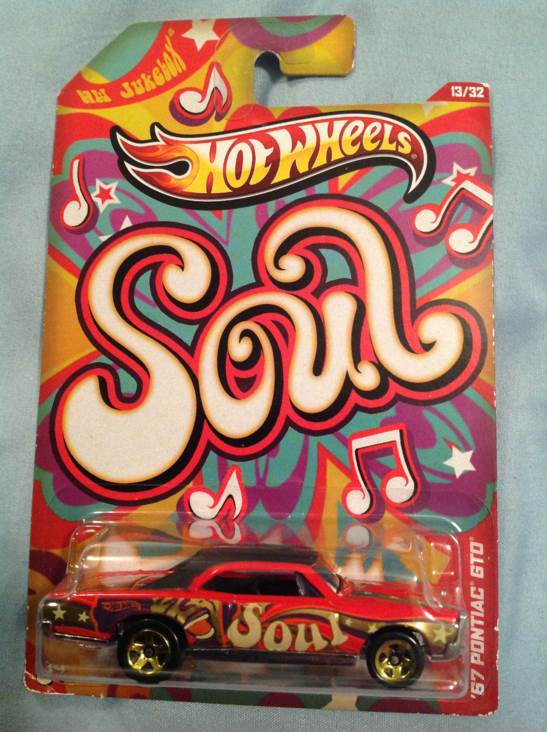 HW Jukebox®
13/32
HOT WHEELS®
Soul
Soul
'67 PONTIAC® GTO®